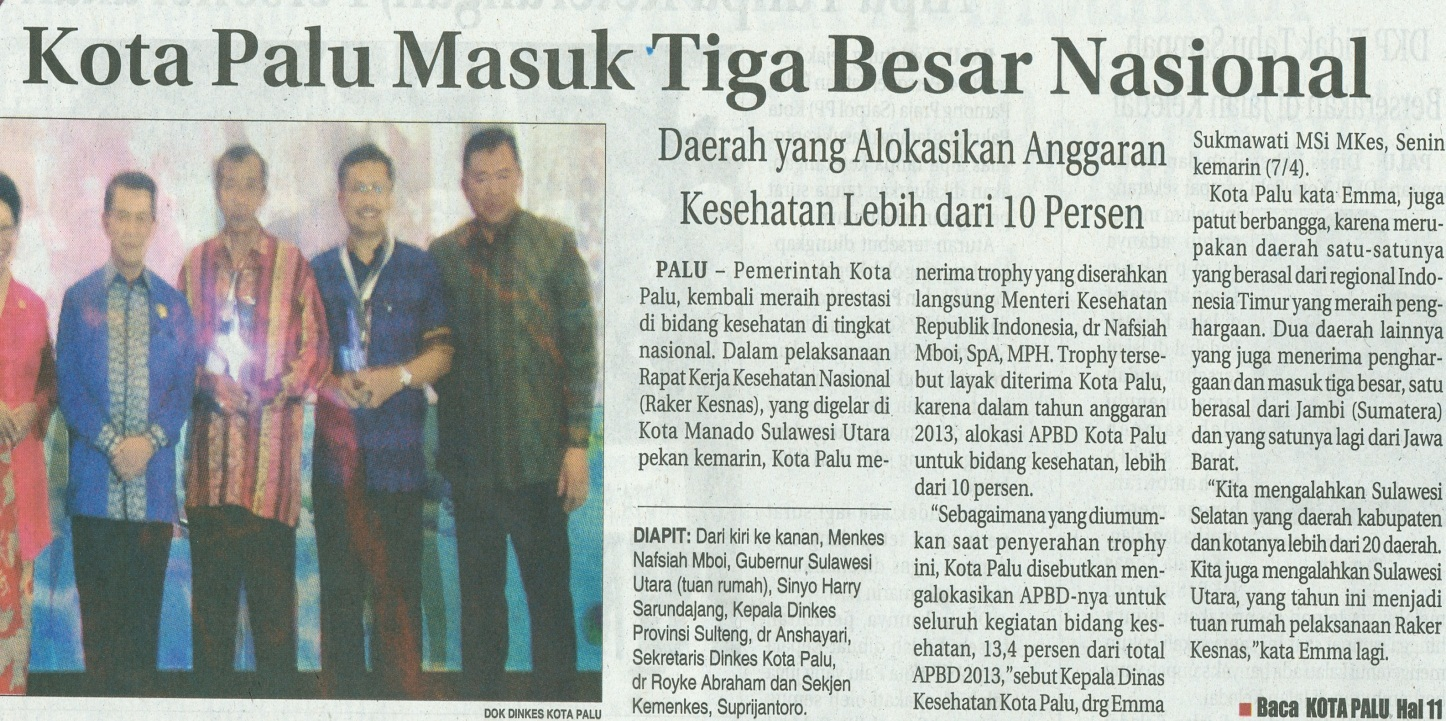 Kota Palu Masuk Tiga Besar Nasional
Daerah yang Alokasikan Anggaran
Kesehatan Lebih dari 10 Persen
PALU – Pemerintah Kota
Palu, kembali meraih prestasi
di bidang kesehatan di tingkat
nasional. Dalam pelaksanaan
Rapat Kerja Kesehatan Nasional
(Raker Kesnas), yang digelar di
Kota Manado Sulawesi Utara
pekan kemarin, Kota Palu me-
nerima trophy yang diserahkan
langsung Menteri Kesehatan
Republik Indonesia, dr Nafsiah
Mboi, SpA, MPH. Trophy terse-
but layak diterima Kota Palu,
karena dalam tahun anggaran
2013, alokasi APBD Kota Palu
untuk bidang kesehatan, lebih
dari 10 persen.
“Sebagaimana yang diumum-
kan saat penyerahan trophy
ini, Kota Palu disebutkan men-
galokasikan APBD-nya untuk
seluruh kegiatan bidang kes-
ehatan, 13,4 persen dari total
APBD 2013,”sebut Kepala Dinas
Kesehatan Kota Palu, drg Emma
Sukmawati MSi MKes, Senin
kemarin (7/4).
Kota Palu kata Emma, juga
patut berbangga, karena meru-
pakan daerah satu-satunya
yang berasal dari regional Indo-
nesia Timur yang meraih peng-
hargaan. Dua daerah lainnya
yang juga menerima penghar-
gaan dan masuk tiga besar, satu
berasal dari Jambi (Sumatera)
dan yang satunya lagi dari Jawa
Barat.
“Kita mengalahkan Sulawesi
Selatan yang daerah kabupaten
dan kotanya lebih dari 20 daerah.
Kita juga mengalahkan Sulawesi
Utara, yang tahun ini menjadi
tuan rumah pelaksanaan Raker
Kesnas,”kata Emma lagi.
Baca KOTA PALU Hal 11
DIAPIT: Dari kiri ke kanan, Menkes
Nafsiah Mboi, Gubernur Sulawesi
Utara (tuan rumah), Sinyo Harry
Sarundajang, Kepala Dinkes
Provinsi Sulteng, dr Anshayari,
Sekretaris Dinkes Kota Palu,
dr Royke Abraham dan Sekjen
Kemenkes, Suprijantoro.
DOK DINKES KOTA PALU